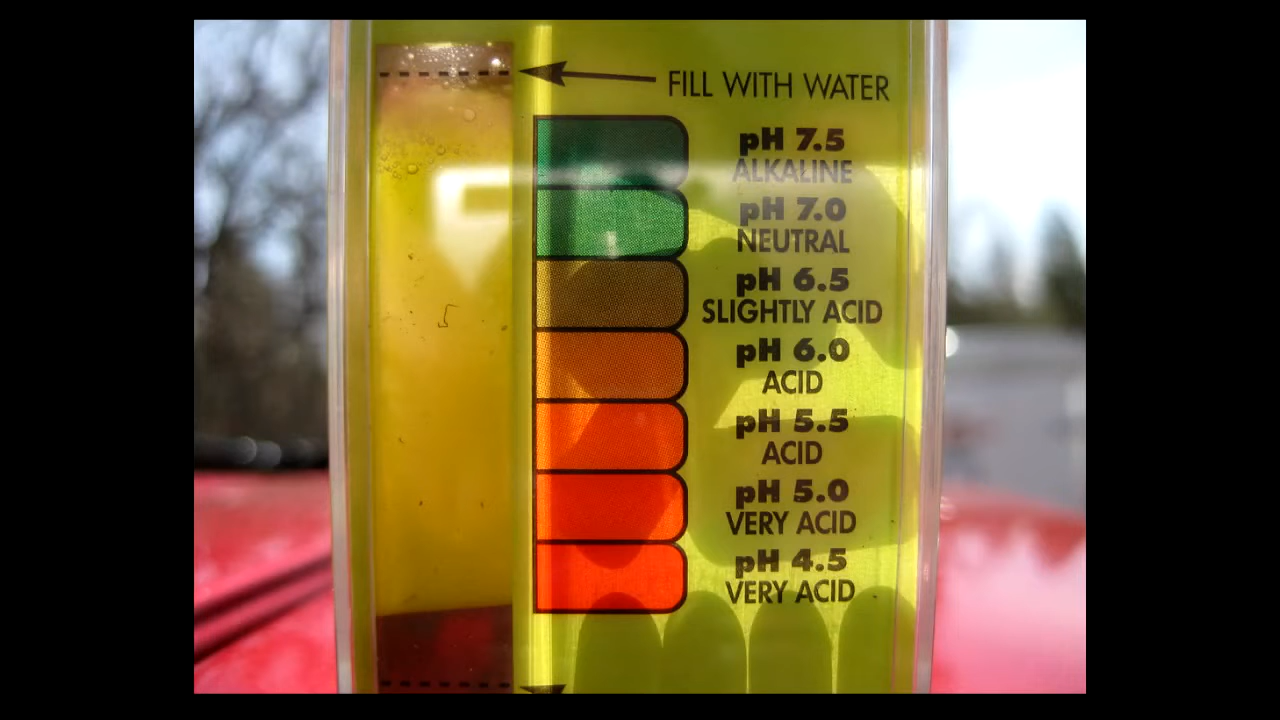 FILL WITH WATER
pH 7.5
ALKALINE
pH 7.0
NEUTRAL
pH 6.5
SLIGHTLY ACID
pH 6.0
ACID
pH 5.5
ACID
pH 5.0
VERY ACID
pH 4.5
VERY ACID